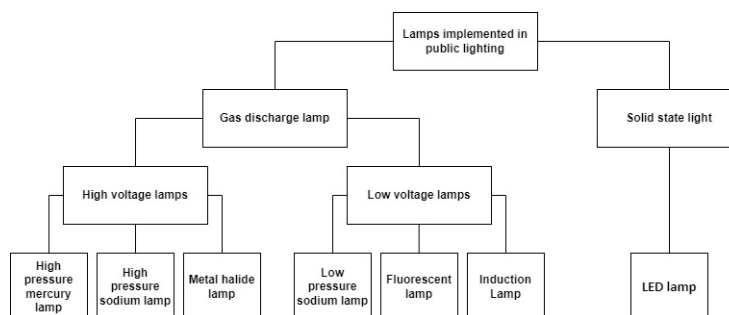 Lamps implemented in
public lighting
Gas discharge lamp
Solid state light
High voltage lamps
Low voltage lamps
High
pressure
mercury
lamp
High
pressure
sodium lamp
Metal halide
lamp
Low
pressure
sodium lamp
Fluorescent
lamp
Induction
Lamp
LED lamp